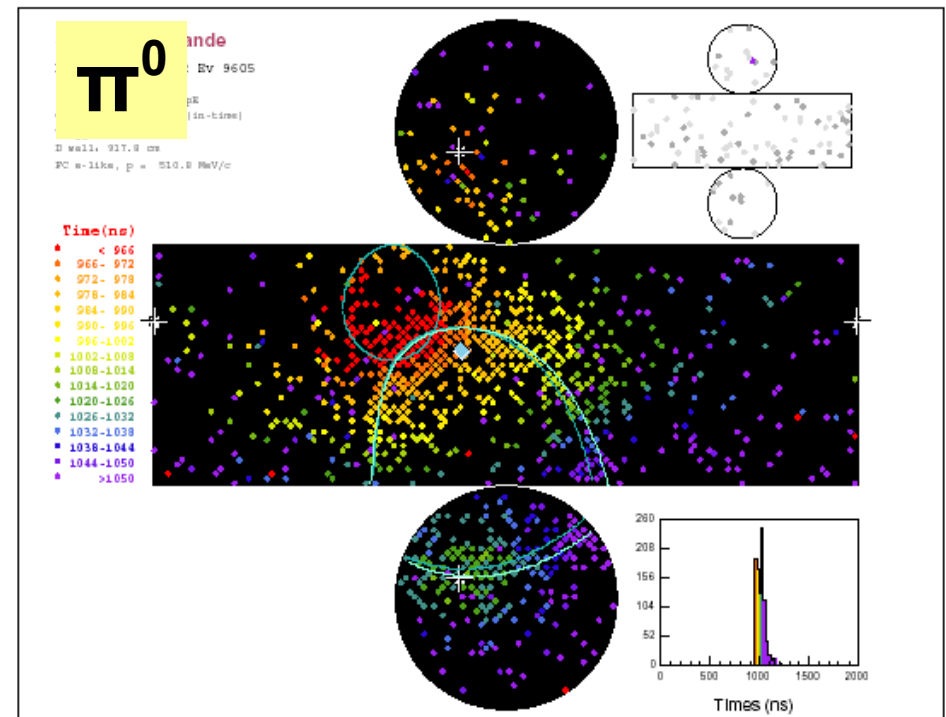 π0
ande
: Ev 9605
pE
(in-time)
D wall: 917.8 cm
FC e-like, p = 510.8 MeV/c
Time(ns)
< 966
966- 972
972- 978
978- 984
984- 990
990- 996
996-1002
1002-1008
1008-1014
1014-1020
1020-1026
1026-1032
1032-1038
1038-1044
1044-1050
>1050
260
208
156
104
52
0
0 500 1000 1500 2000
Times (ns)